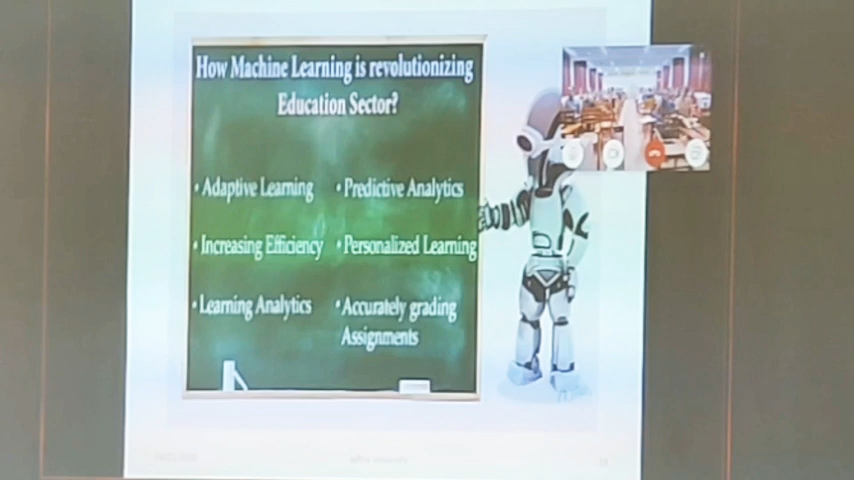 How Machine Learning is revolutionizing
Education Sector?
• Adaptive Learning
• Predictive Analytics
• Increasing Efficiency
• Personalized Learning
• Learning Analytics
• Accurately grading
Assignments